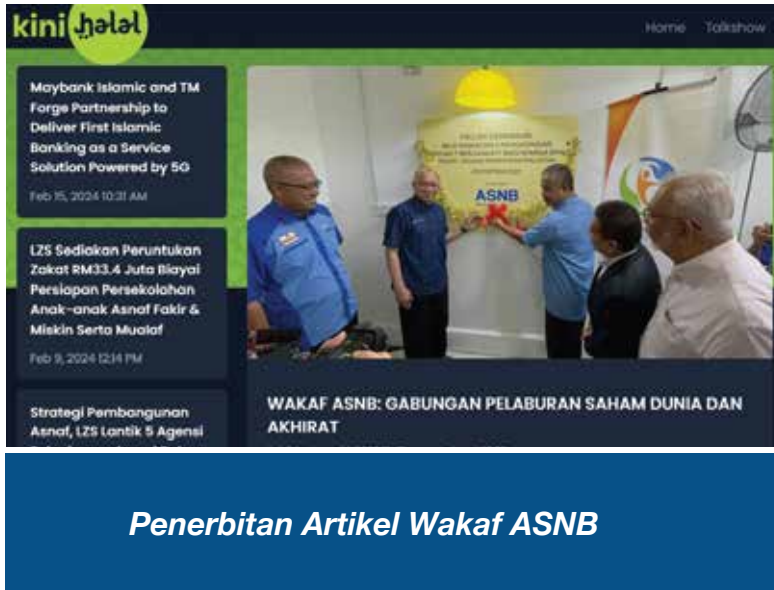 kini halal
Home Talkshow
Maybank Islamic and TM
Forge Partnership to
Deliver First Islamic
Banking as a Service
Solution Powered by 5G
Feb 15, 2024 10:31 AM
LZS Sediakan Peruntukan
Zakat RM33.4 Juta Biayai
Persiapan Persekolahan
Anak-anak Asnaf Fakir &
Miskin Serta Mualaf
Feb 9, 2024 12:14 PM
Strategi Pembangunan
Asnaf, LZS Lantik 5 Agensi
ASNB
WAKAF ASNB: GABUNGAN PELABURAN SAHAM DUNIA DAN
AKHIRAT
Penerbitan Artikel Wakaf ASNB